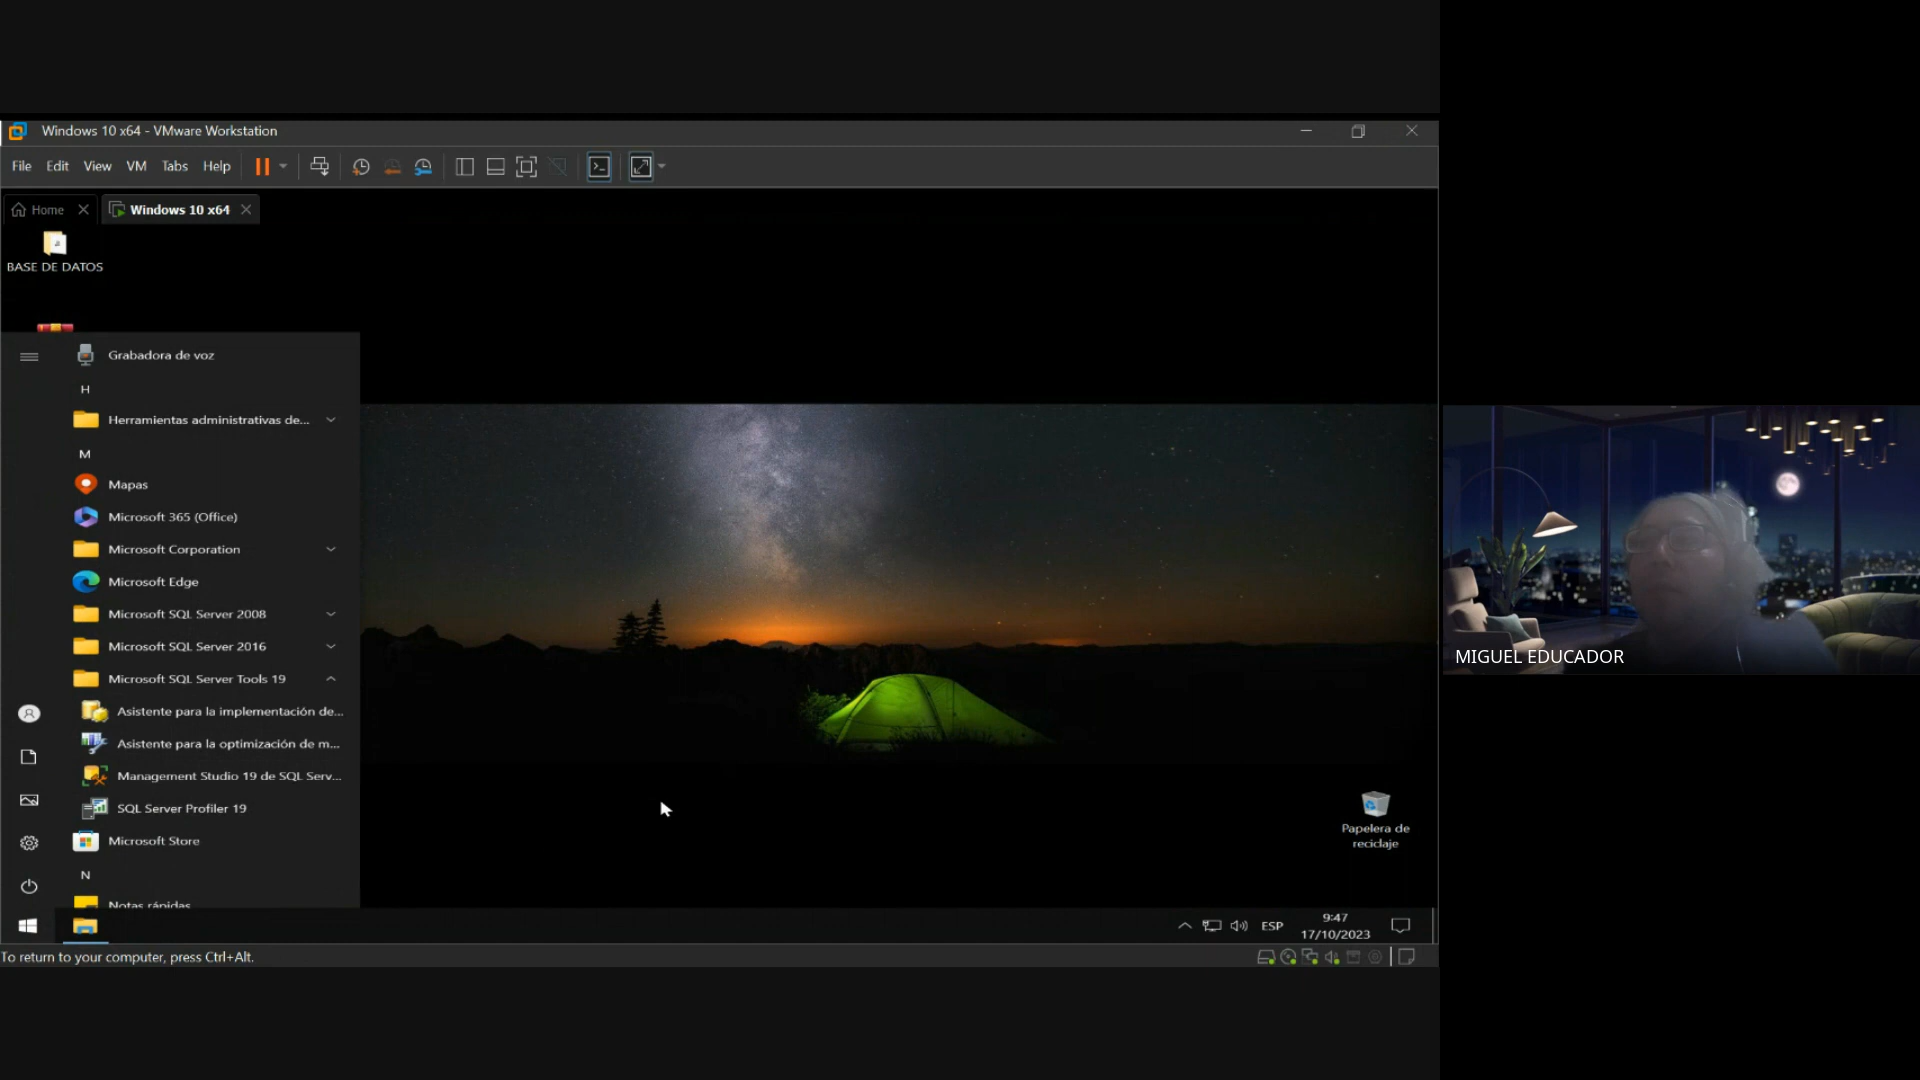 Windows 10 x64 - VMware Workstation
File Edit View VM Tabs Help
Home
Windows 10 x64
BASE DE DATOS
Grabadora de voz
H
Herramientas administrativas de...
M
Mapas
Microsoft 365 (Office)
Microsoft Corporation
Microsoft Edge
Microsoft SQL Server 2008
Microsoft SQL Server 2016
Microsoft SQL Server Tools 19
Asistente para la implementación de...
Asistente para la optimización de m...
Management Studio 19 de SQL Serv...
SQL Server Profiler 19
Microsoft Store
N
Notas rápidas
Papelera de
reciclaje
ESP
9:47
17/10/2023
To return to your computer, press Ctrl+Alt.
MIGUEL EDUCADOR